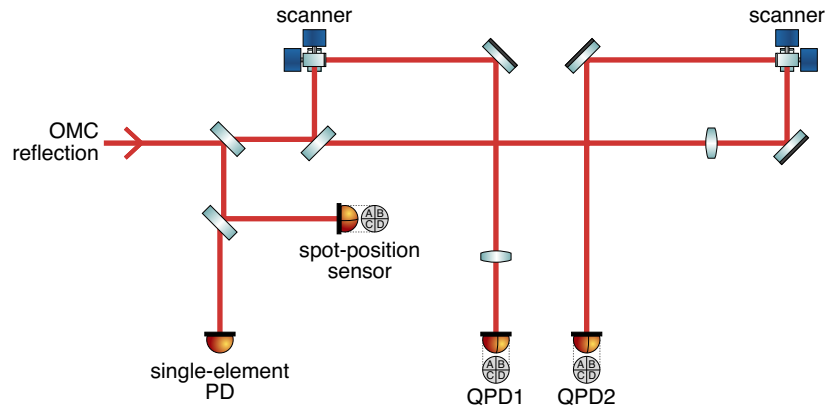 scanner
scanner
OMC
reflection
A B
C D
spot-position
sensor
single-element
PD
A B
C D
QPD1
A B
C D
QPD2